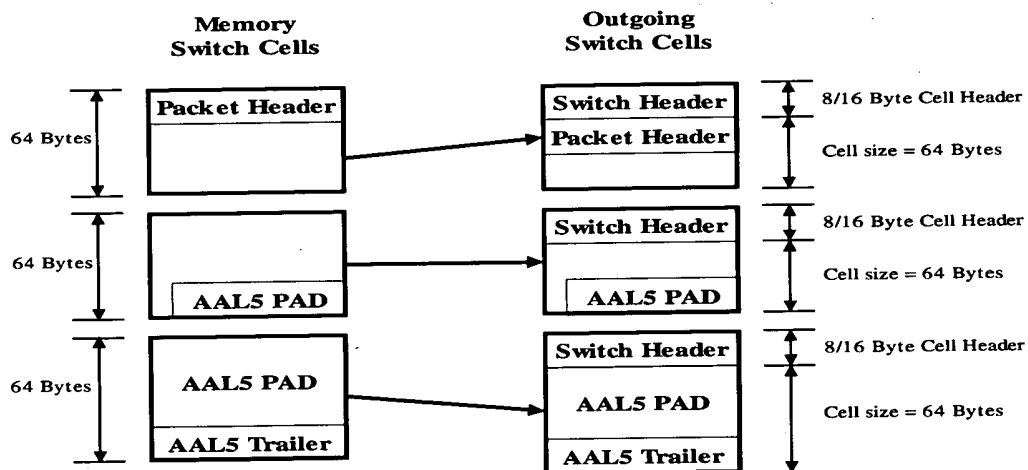 Memory
Switch Cells
Outgoing
Switch Cells
64 Bytes
Packet Header
Switch Header
Packet Header
8/16 Byte Cell Header
Cell size = 64 Bytes
64 Bytes
AAL5 PAD
Switch Header
AAL5 PAD
8/16 Byte Cell Header
Cell size = 64 Bytes
64 Bytes
AAL5 PAD
AAL5 Trailer
Switch Header
AAL5 PAD
AAL5 Trailer
8/16 Byte Cell Header
Cell size = 64 Bytes